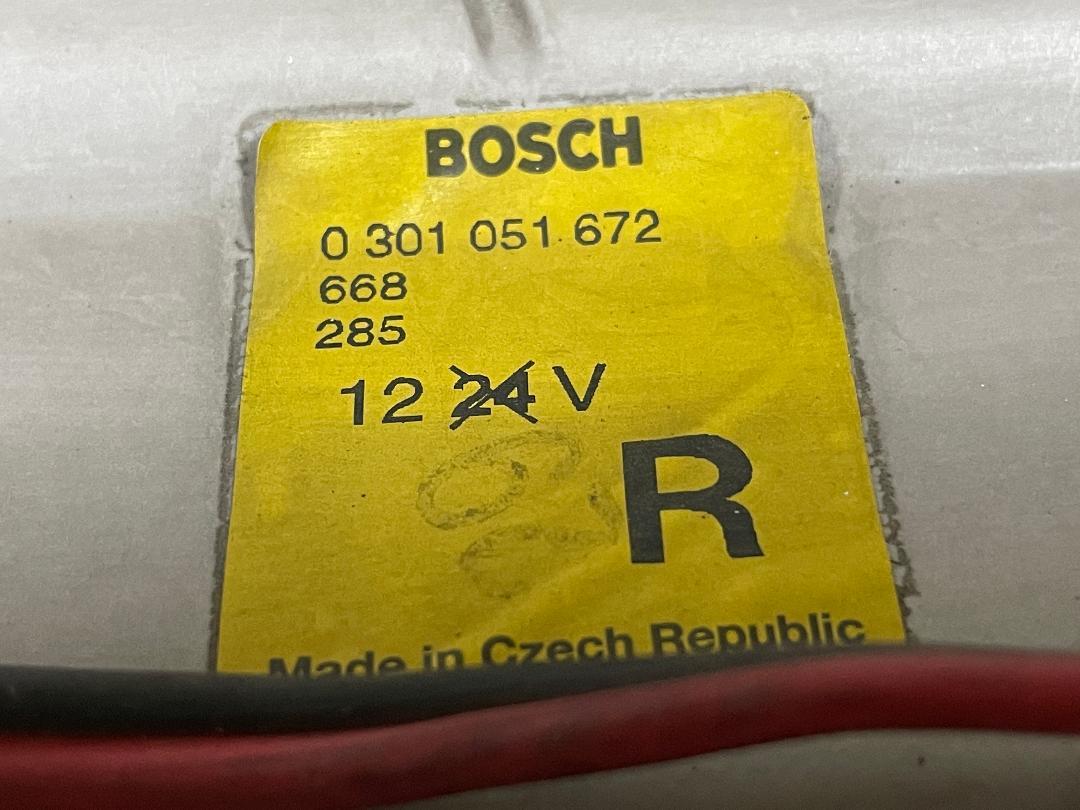 BOSCH
0 301 051 672
668
285
12 24 V
R
Made in Czech Republic